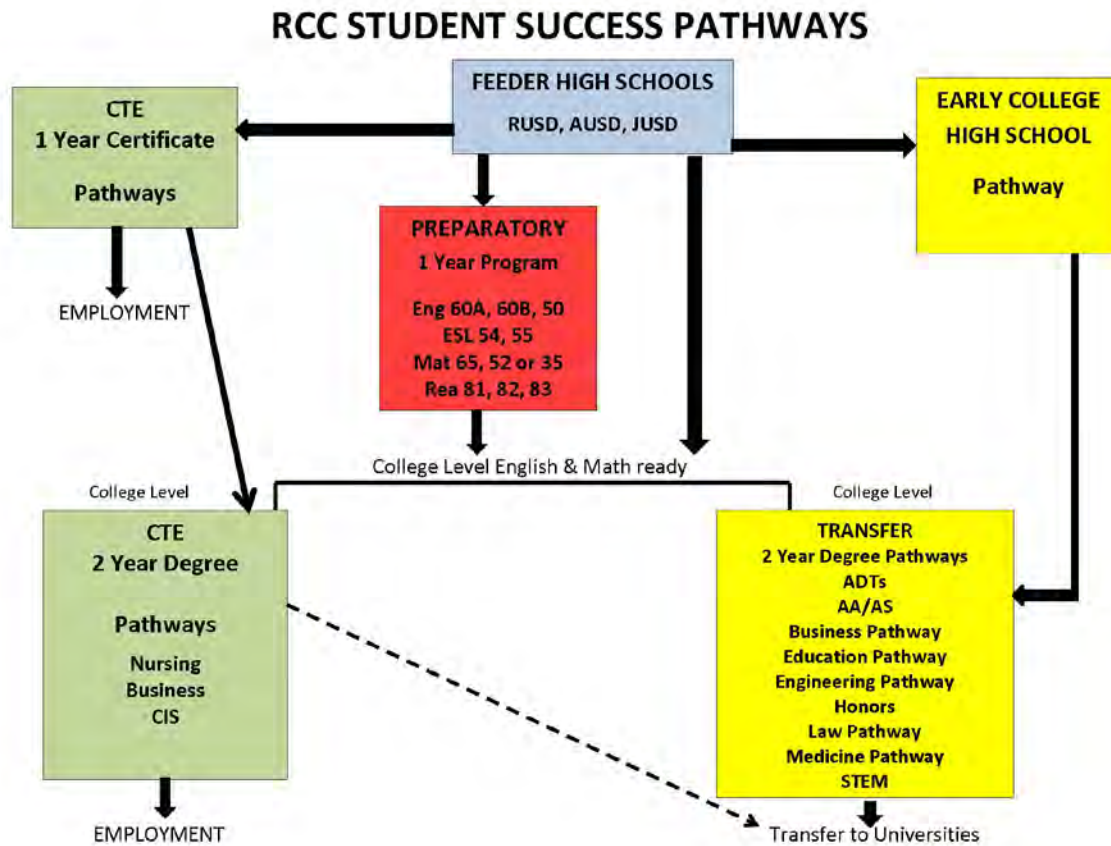 RCC STUDENT SUCCESS PATHWAYS
FEEDER HIGH SCHOOLS
RUSD, AUSD, JUSD
CTE
1 Year Certificate
Pathways
EARLY COLLEGE
HIGH SCHOOL
Pathway
PREPARATORY
1 Year Program
Eng 60A, 60B, 50
ESL 54, 55
Mat 65, 52 or 35
Rea 81, 82, 83
EMPLOYMENT
College Level English & Math ready
College Level
College Level
CTE
2 Year Degree
Pathways
Nursing
Business
CIS
TRANSFER
2 Year Degree Pathways
ADTs
AA/AS
Business Pathway
Education Pathway
Engineering Pathway
Honors
Law Pathway
Medicine Pathway
STEM
EMPLOYMENT
Transfer to Universities